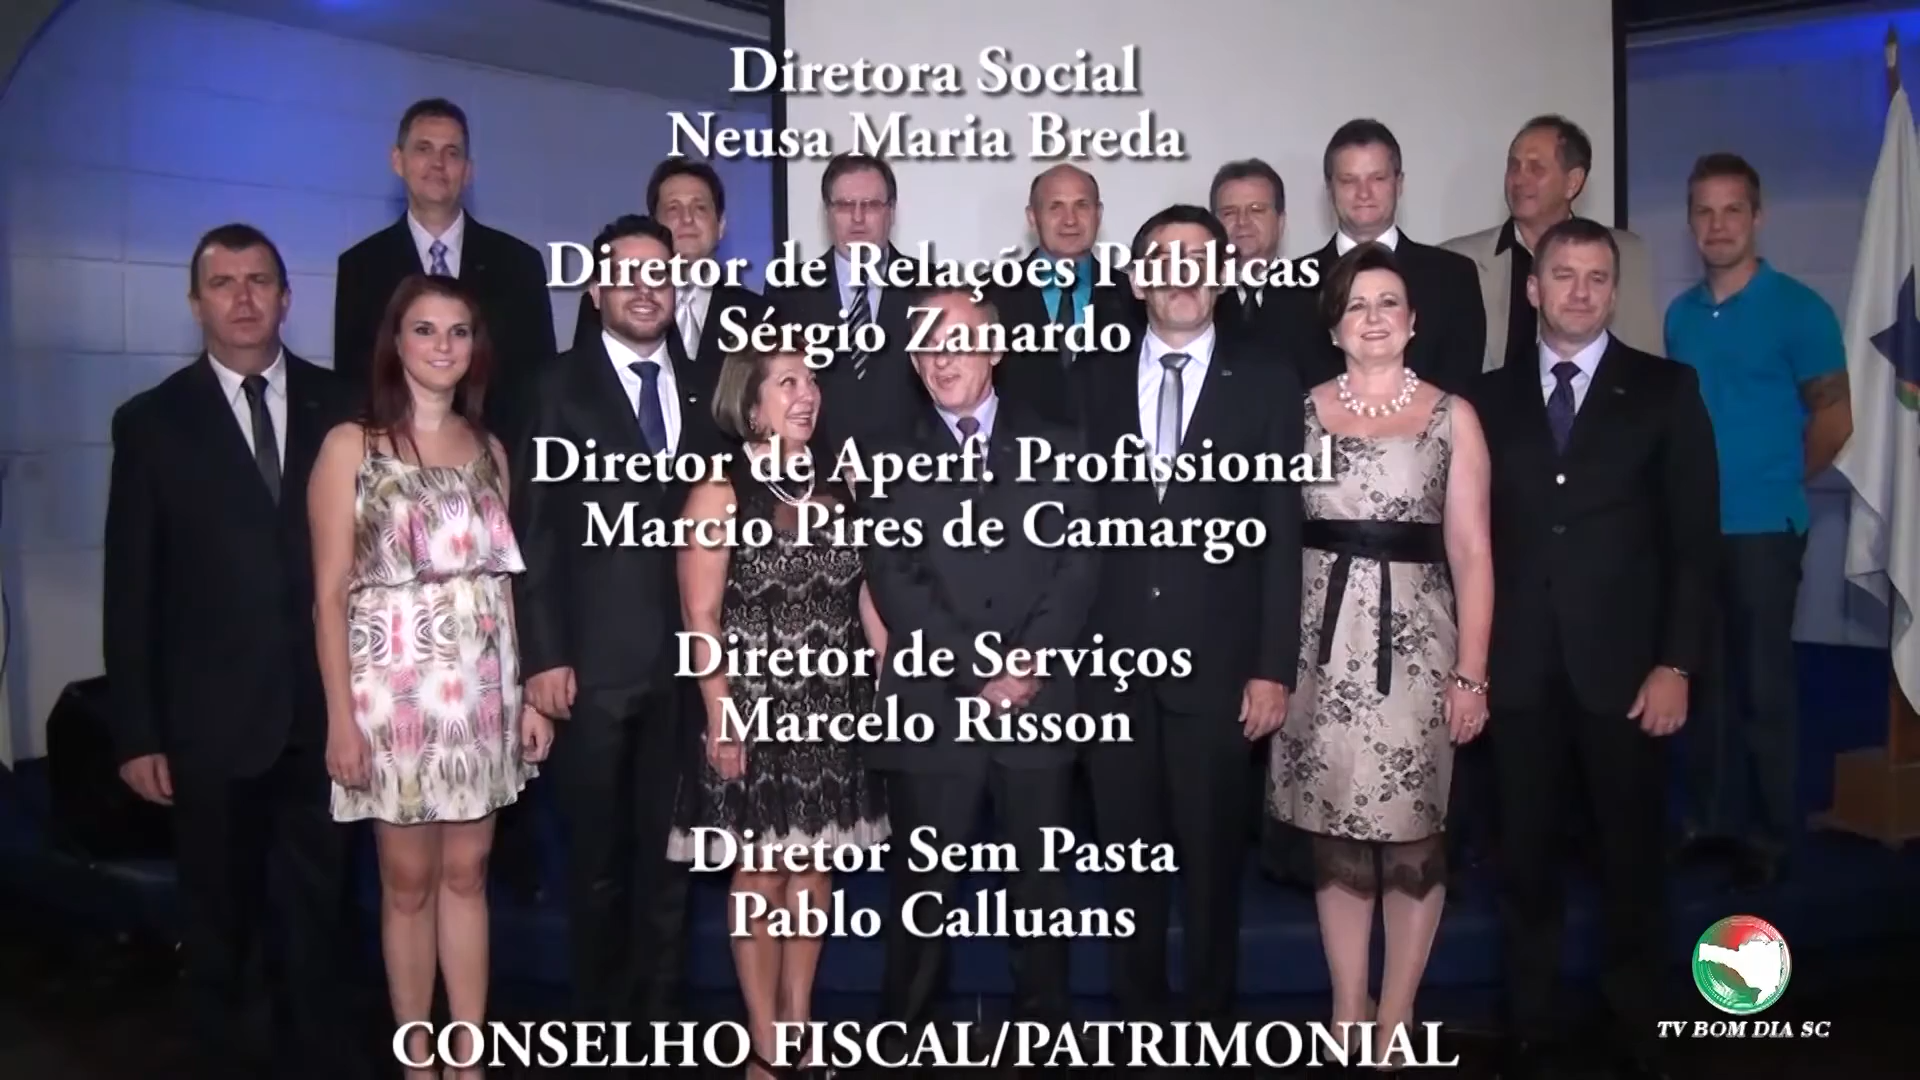 Diretora Social
Neusa Maria Breda
Diretor de Relações Públicas
Sérgio Zanardo
Diretor de Aperf. Profissional
Marcio Pires de Camargo
Diretor de Serviços
Marcelo Risson
Diretor Sem Pasta
Pablo Calluans
CONSELHO FISCAL/PATRIMONIAL
TV BOM DIA SC